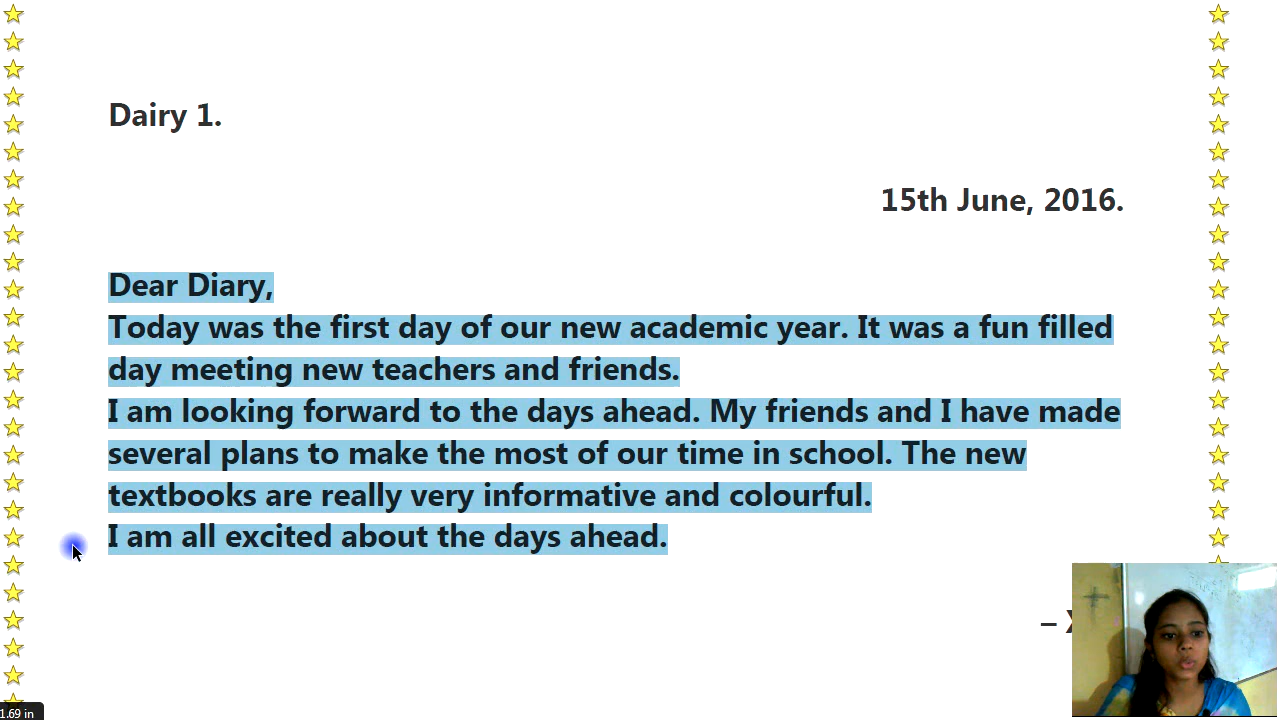 Dairy 1.
15th June, 2016.
Dear Diary,
Today was the first day of our new academic year. It was a fun filled
day meeting new teachers and friends.
I am looking forward to the days ahead. My friends and I have made
several plans to make the most of our time in school. The new
textbooks are really very informative and colourful.
I am all excited about the days ahead.
–
1.69 in